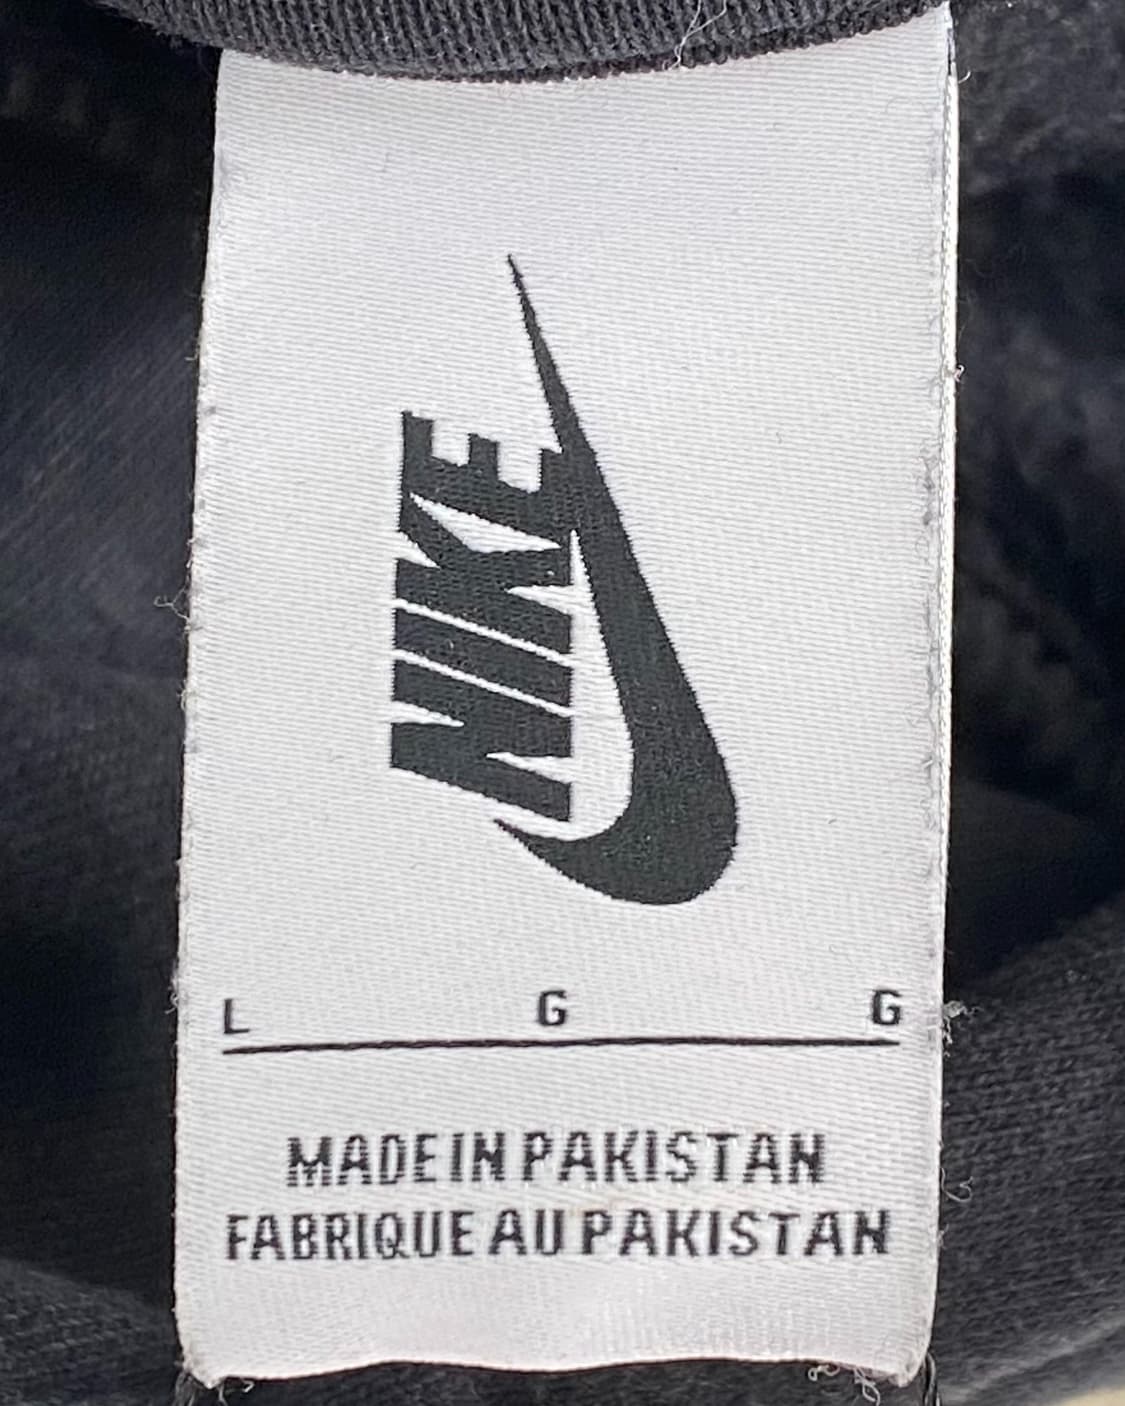 NIKE
L G G
MADE IN PAKISTAN
FABRIQUE AU PAKISTAN